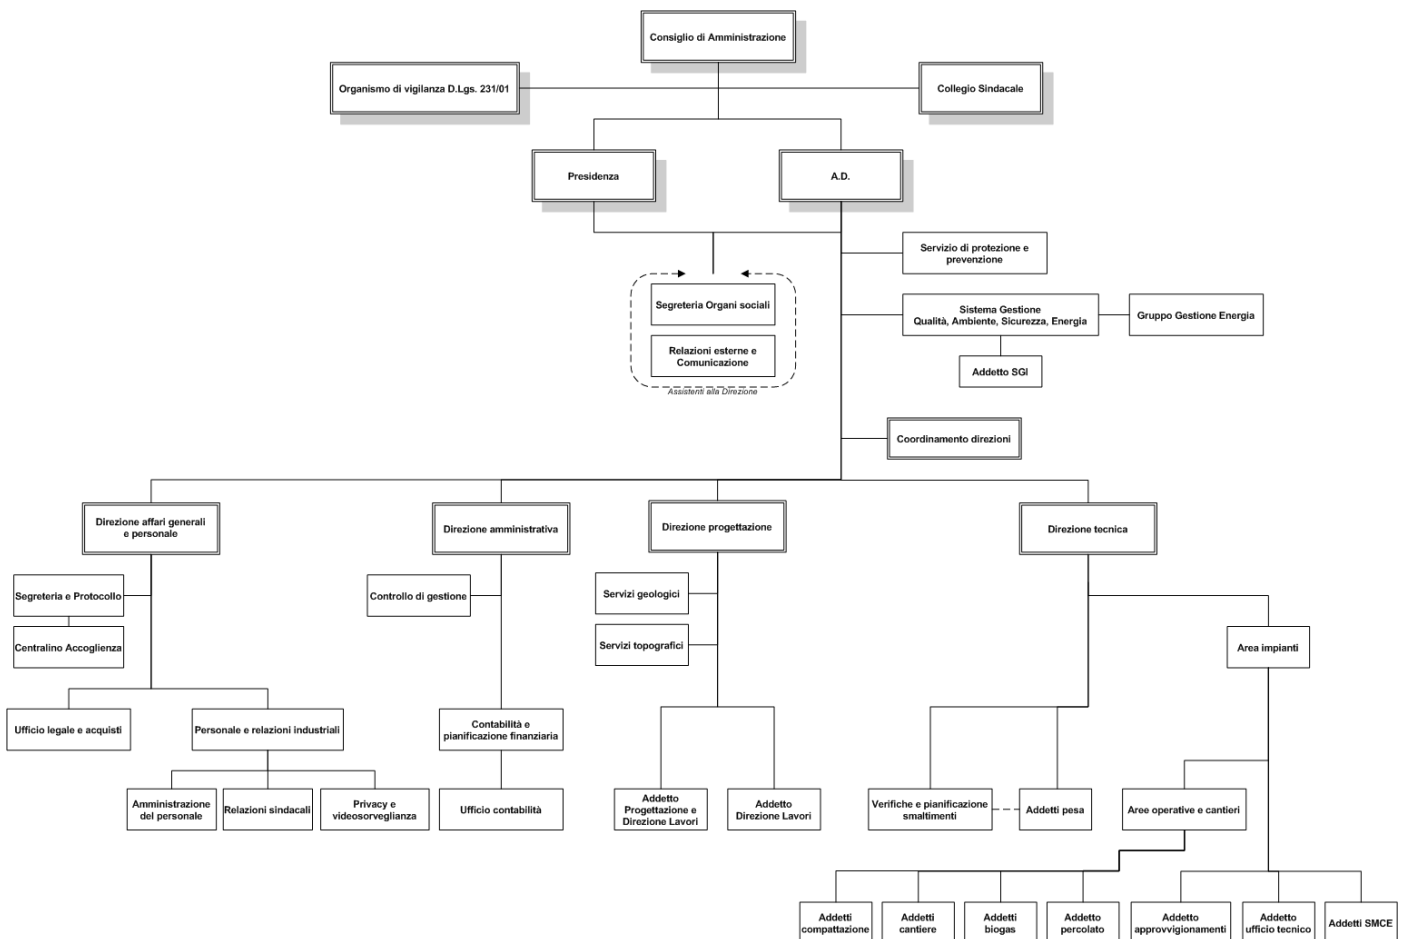 Consiglio di Amministrazione
Organismo di vigilanza D.Lgs. 231/01
Collegio Sindacale
Presidenza
A.D.
Servizio di protezione e
prevenzione
Segreteria Organi sociali
Relazioni esterne e
Comunicazione
Assistenti alla Direzione
Sistema Gestione
Qualità, Ambiente, Sicurezza, Energia
Gruppo Gestione Energia
Addetto SGI
Coordinamento direzioni
Direzione affari generali
e personale
Direzione amministrativa
Direzione progettazione
Direzione tecnica
Segreteria e Protocollo
Centralino Accoglienza
Controllo di gestione
Servizi geologici
Servizi topografici
Area impianti
Ufficio legale e acquisti
Personale e relazioni industriali
Contabilità e
pianificazione finanziaria
Amministrazione
del personale
Relazioni sindacali
Privacy e
videosorveglianza
Ufficio contabilità
Addetto
Progettazione e
Direzione Lavori
Addetto
Direzione Lavori
Verifiche e pianificazione
smaltimenti
Addetti pesa
Aree operative e cantieri
Addetti
compattazione
Addetti
cantiere
Addetti
biogas
Addetto
percolato
Addetto
approvvigionamenti
Addetto
ufficio tecnico
Addetti SMCE